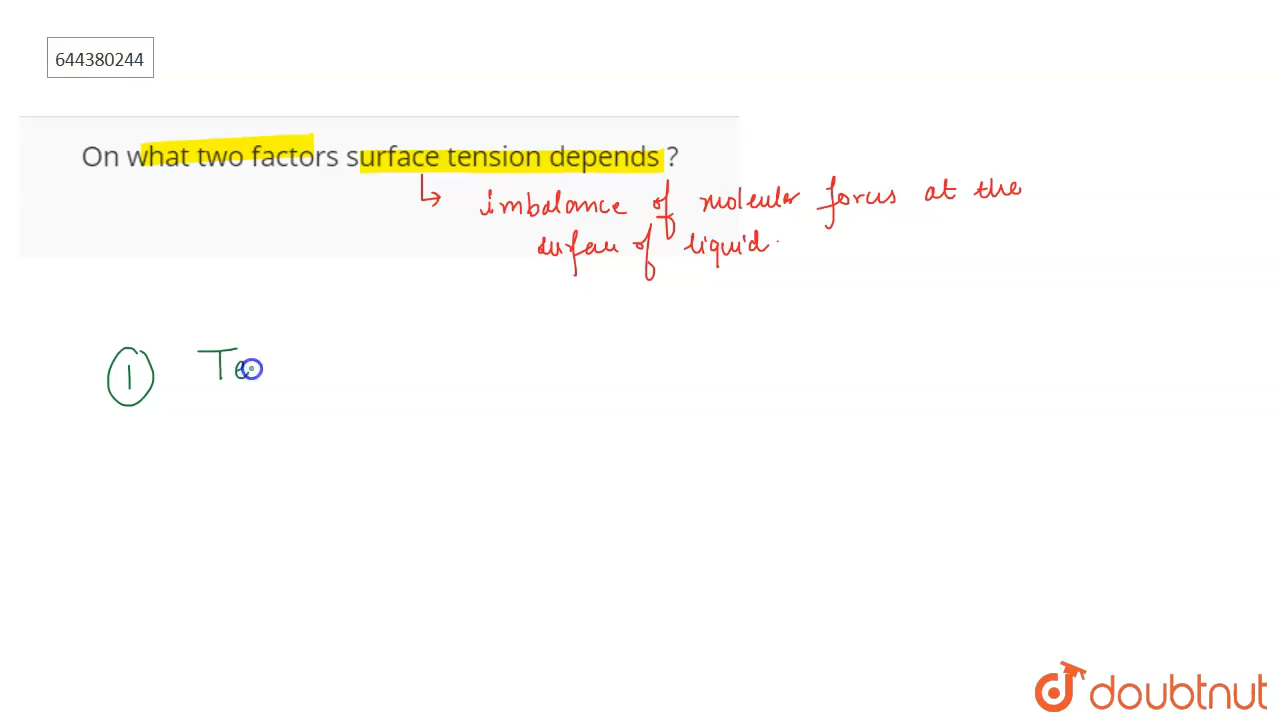 644380244
On what two factors surface tension depends ?
imbalance of molecular forces at the
surface of liquid.
1 Te
doubtnut